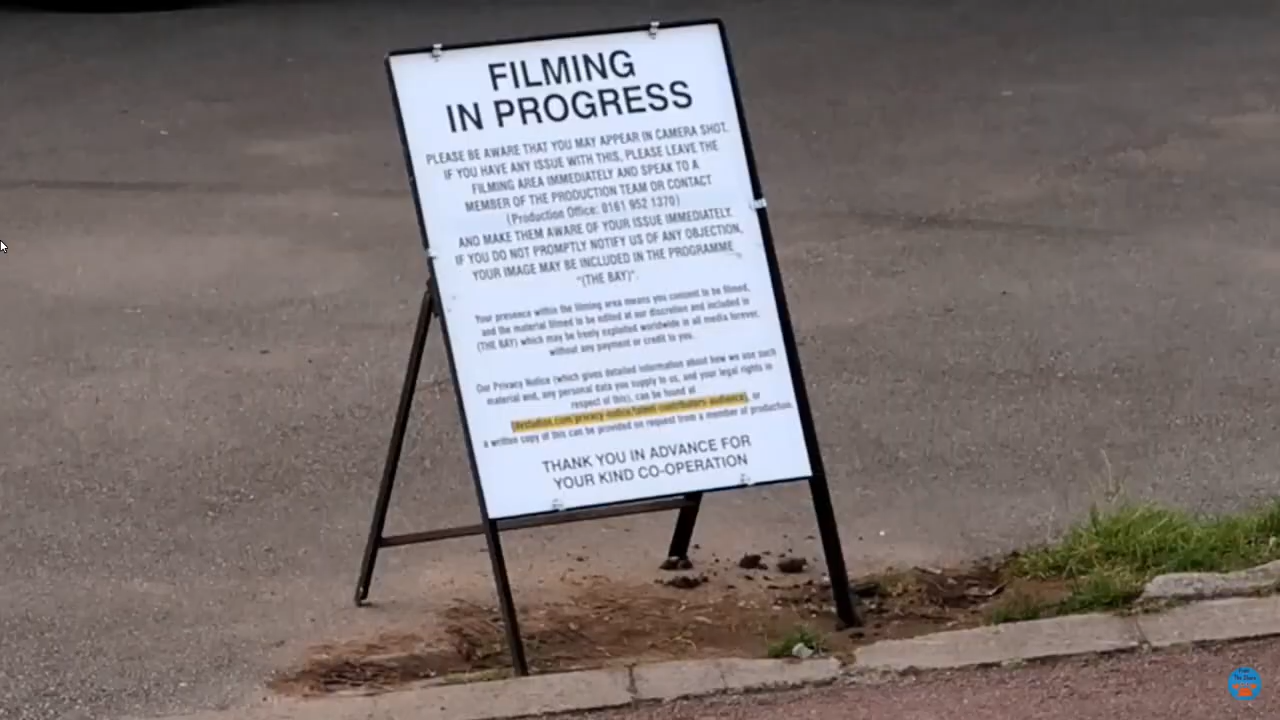 FILMING
IN PROGRESS
PLEASE BE AWARE THAT YOU MAY APPEAR IN CAMERA SHOT.
IF YOU HAVE ANY ISSUE WITH THIS, PLEASE LEAVE THE
FILMING AREA IMMEDIATELY AND SPEAK TO A
MEMBER OF THE PRODUCTION TEAM OR CONTACT
(Production Office: 0161 952 1370)
AND MAKE THEM AWARE OF YOUR ISSUE IMMEDIATELY.
IF YOU DO NOT PROMPTLY NOTIFY US OF ANY OBJECTION,
YOUR IMAGE MAY BE INCLUDED IN THE PROGRAMME
"(THE BAY)".
Your presence within the filming area means you consent to be filmed,
and the material filmed to be edited at our discretion and included in
(THE BAY) which may be freely exploited worldwide in all media forever,
without any payment or credit to you.
Our Privacy Notice (which gives detailed information about how we use such
material and, any personal data you supply to us, and your legal rights in
respect of this), can be found at
(itvstudios.com/privacy-notice/talent-contributors-audience), or
a written copy of this can be provided on request from a member of production.
THANK YOU IN ADVANCE FOR
YOUR KIND CO-OPERATION